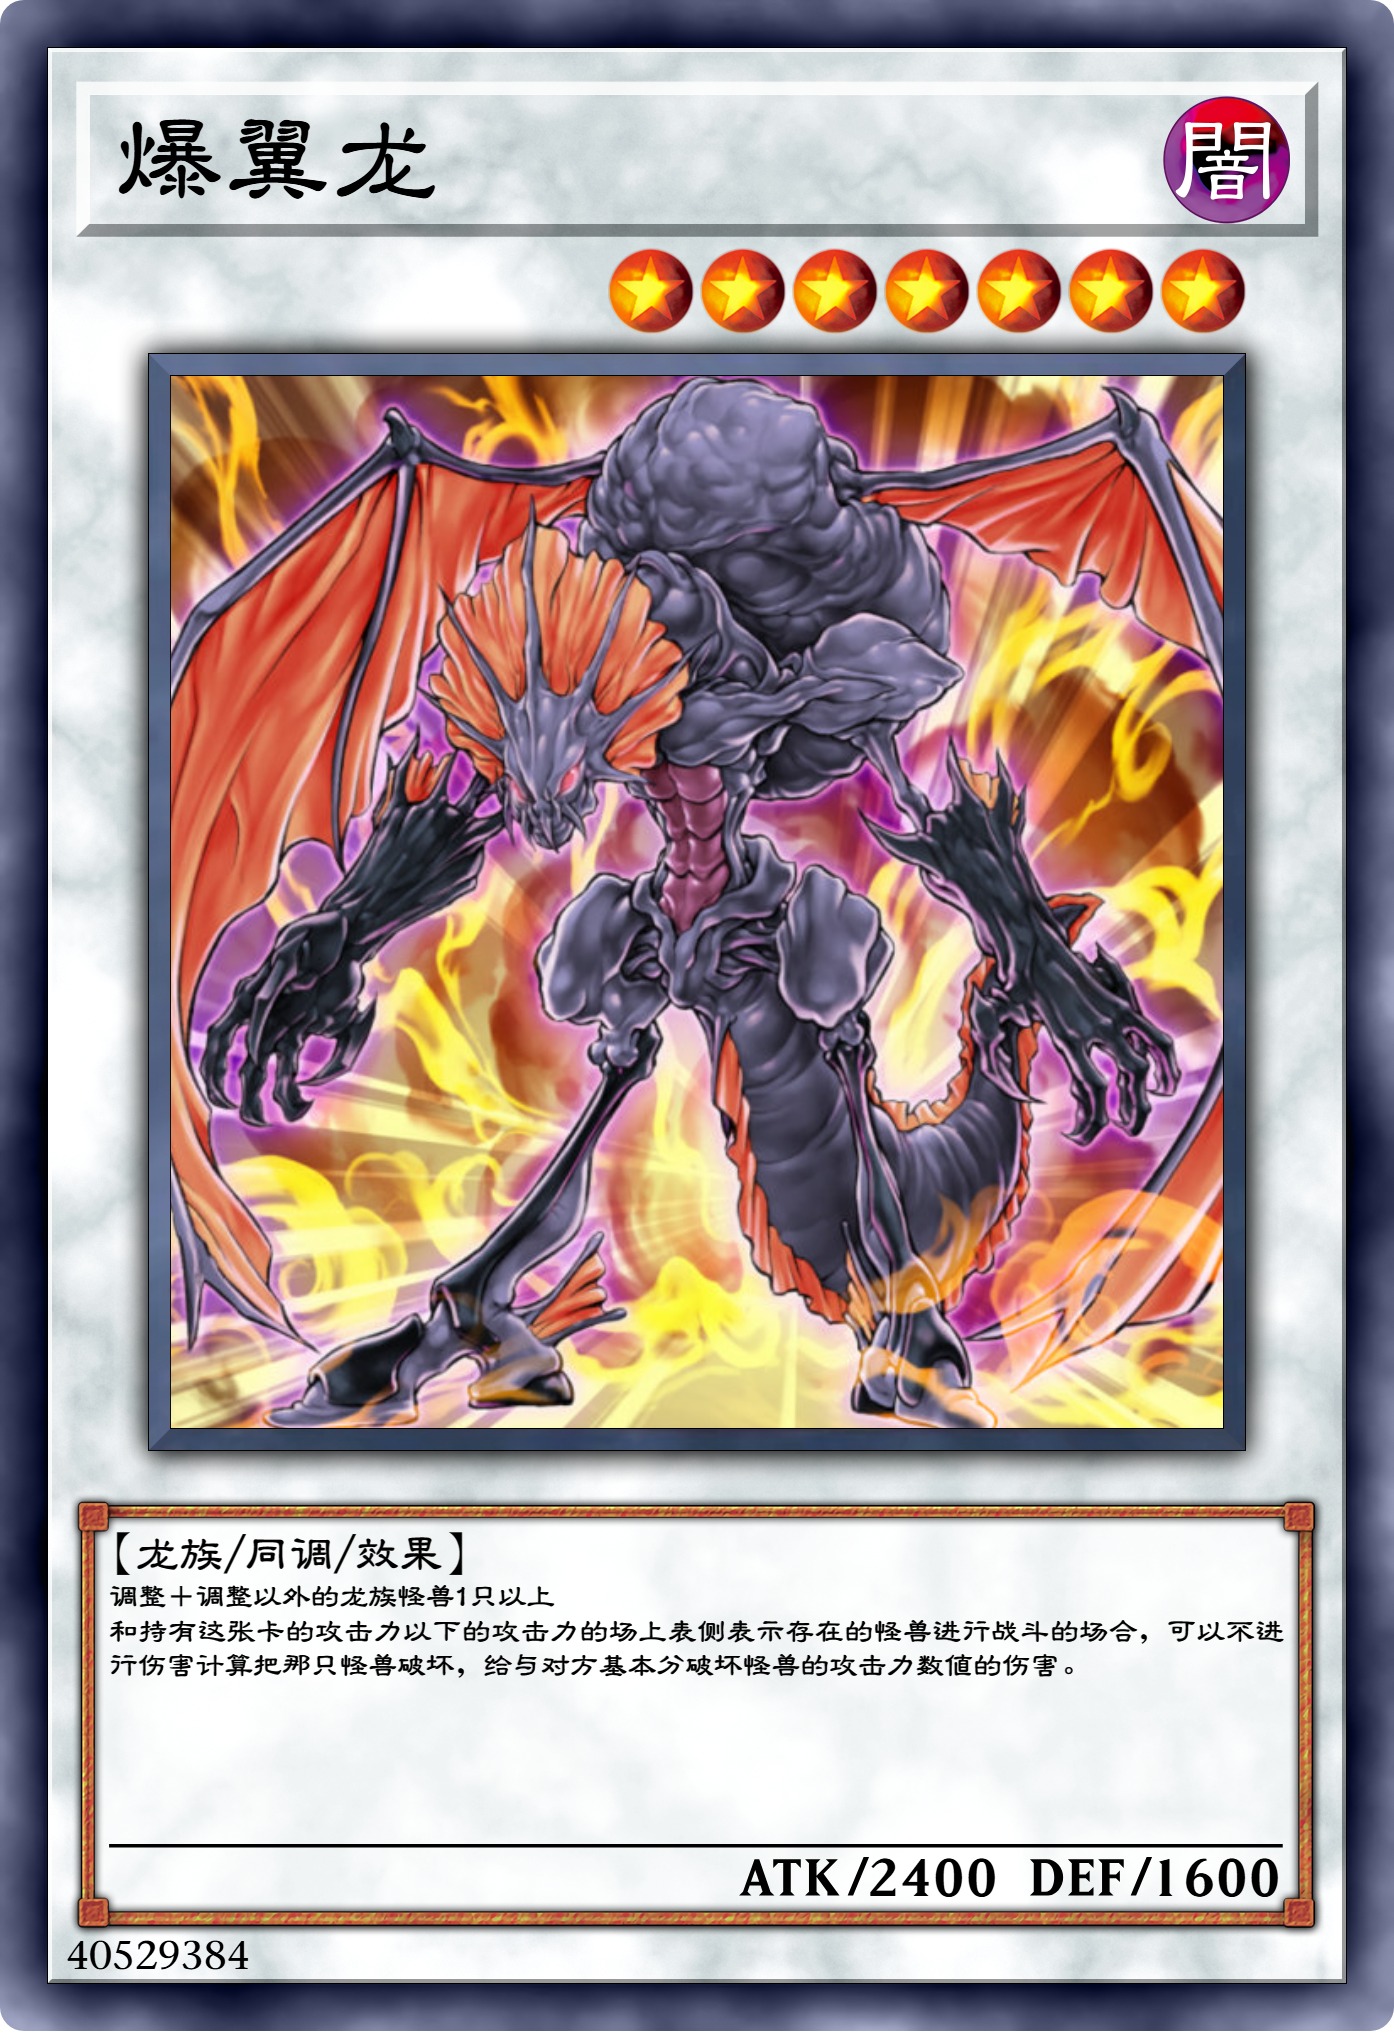 爆翼龙
闇
【龙族/同调/效果】
调整＋调整以外的龙族怪兽1只以上
和持有这张卡的攻击力以下的攻击力的场上表侧表示存在的怪兽进行战斗的场合，可以不进
行伤害计算把那只怪兽破坏，给与对方基本分破坏怪兽的攻击力数值的伤害。
ATK/2400 DEF/1600
40529384